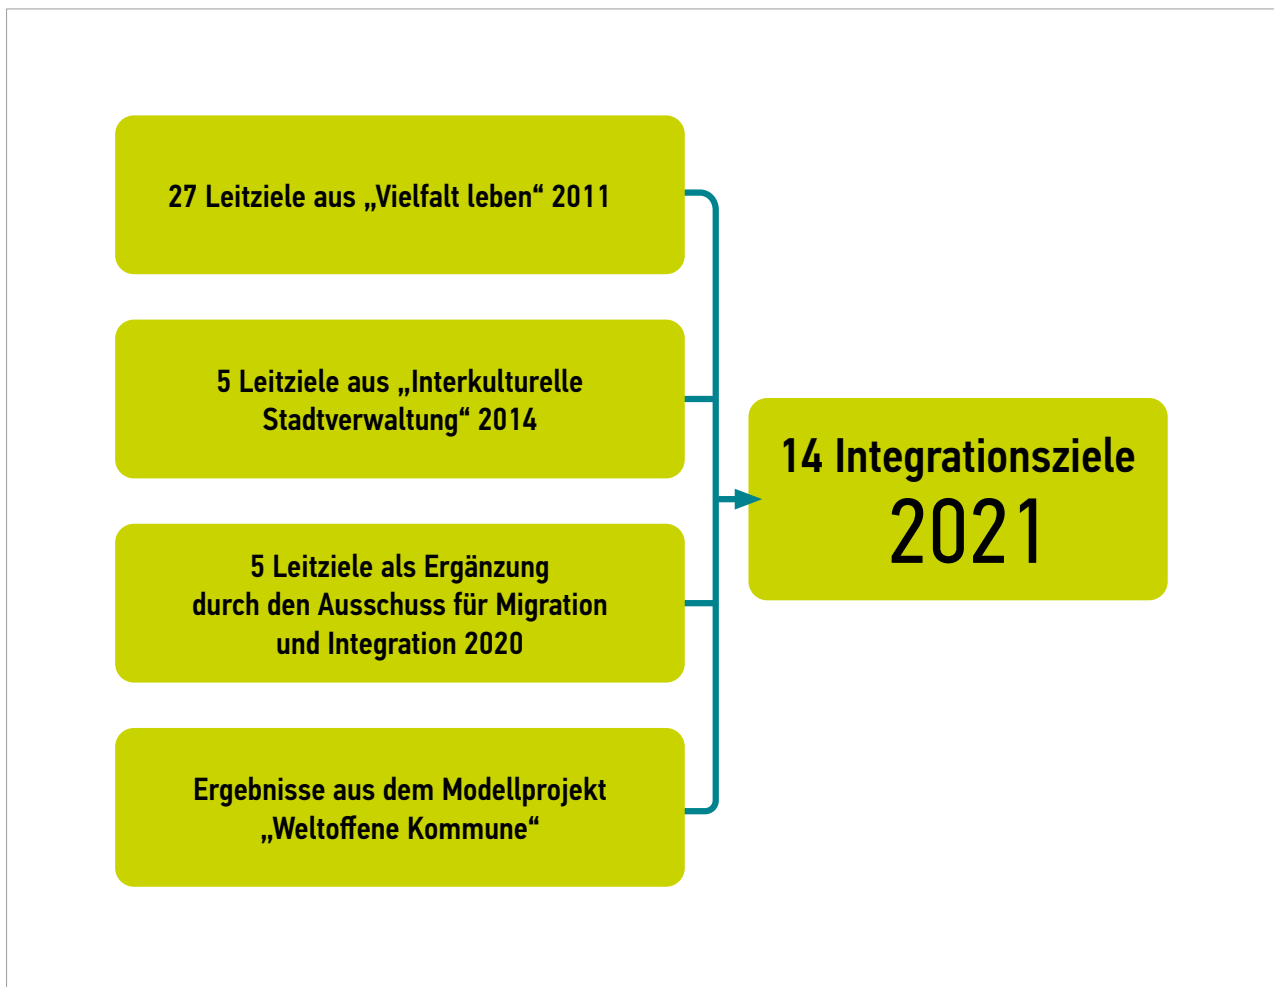 27 Leitziele aus „Vielfalt leben“ 2011
5 Leitziele aus „Interkulturelle
Stadtverwaltung“ 2014
5 Leitziele als Ergänzung
durch den Ausschuss für Migration
und Integration 2020
Ergebnisse aus dem Modellprojekt
„Weltoffene Kommune“
14 Integrationsziele
2021